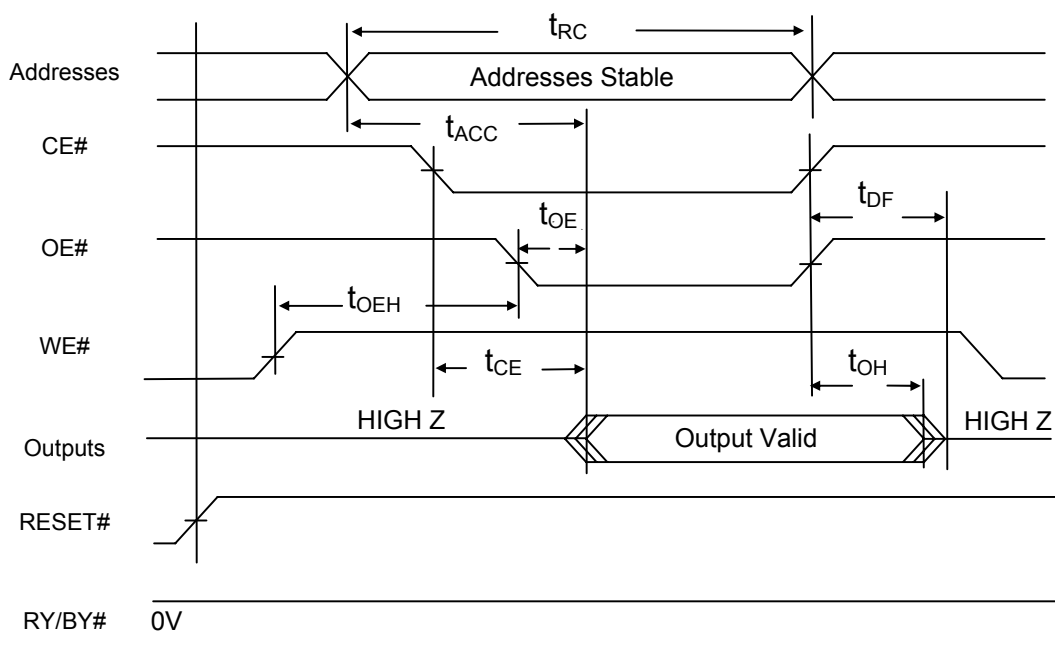 tRC
Addresses
Addresses Stable
tACC
CE#
tDF
tOE
OE#
tOEH
WE#
tCE
tOH
HIGH Z
HIGH Z
Outputs
Output Valid
RESET#
RY/BY#
0V